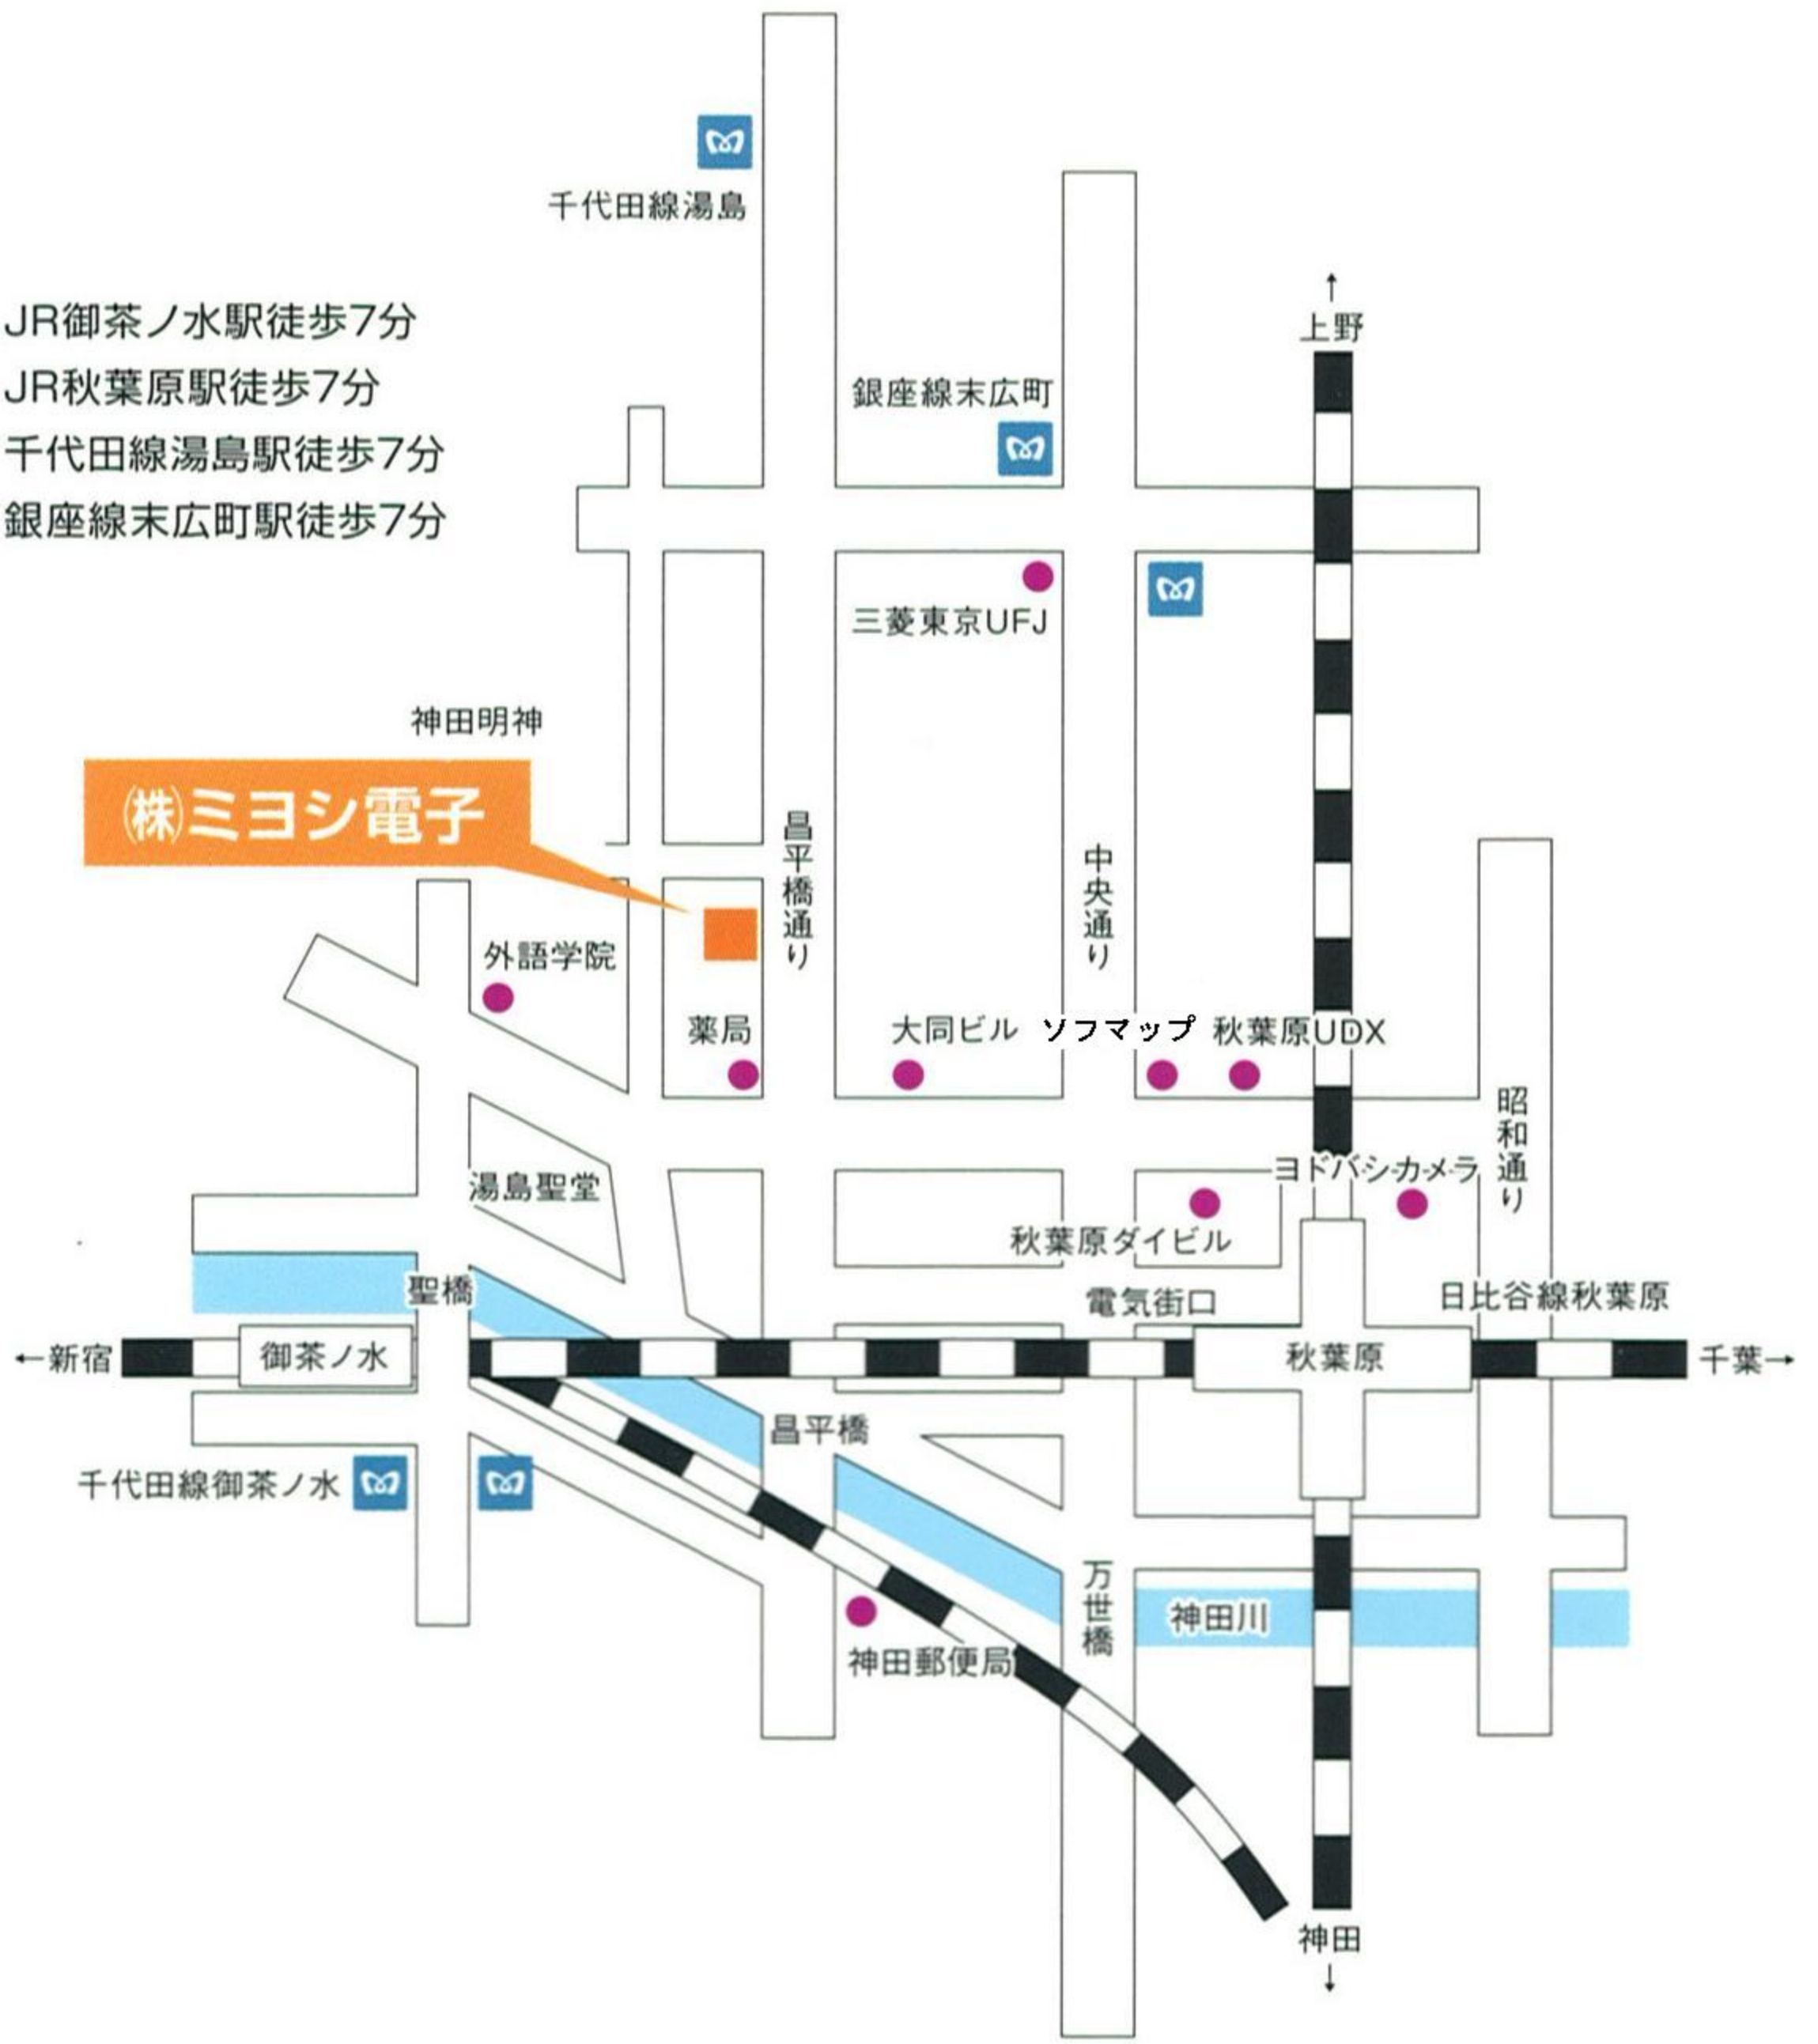 千代田線湯島
JR御茶ノ水駅徒歩7分
JR秋葉原駅徒歩7分
千代田線湯島駅徒歩7分
銀座線末広町駅徒歩7分
上野
銀座線末広町
三菱東京UFJ
神田明神
㈱ミヨシ電子
昌平橋通り
中央通り
外語学院
薬局
大同ビル
ソフマップ
秋葉原UDX
昭和通り
ヨドバシカメラ
湯島聖堂
秋葉原ダイビル
聖橋
電気街口
日比谷線秋葉原
←新宿
御茶ノ水
秋葉原
千葉→
昌平橋
千代田線御茶ノ水
万世橋
神田川
神田郵便局
神田